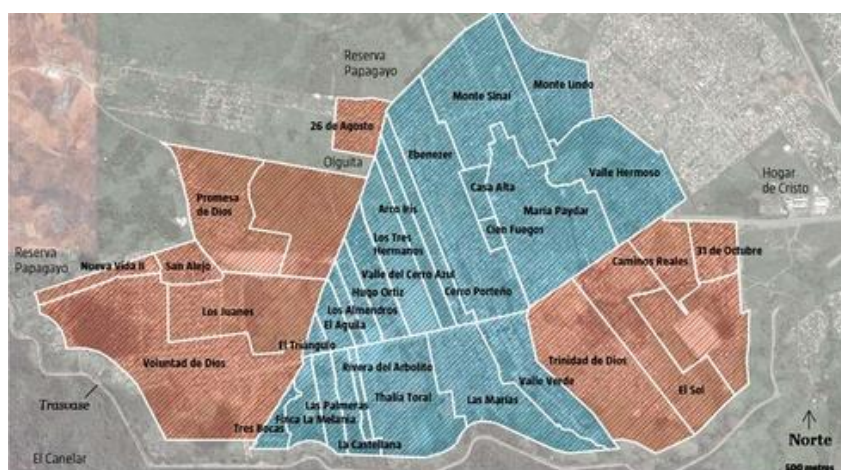 Reserva
Papagayo
Monte Sinaí
Monte Lindo
26 de Agosto
Ebenezer
Olguita
Valle Hermoso
Hogar
de Cristo
Promesa
de Dios
Casa Alta
Arco Iris
María Paydar
Cien Fuegos
Los Tres
Hermanos
Reserva
Papagayo
Nueva Vida II
San Alejo
Caminos Reales
31 de Octubre
Valle del Cerro Azul
Hugo Ortiz
Cerro Porteño
Los Juanes
Los Almendros
El Aguila
El Triángulo
Voluntad de Dios
Rivera del Arbolito
Trinidad de Dios
Valle Verde
El Sol
Trasvase
Las Palmeras
Thalía Toral
Las Marías
Finca La Melania
Tres Bocas
La Castellana
El Canelar
Norte
500 metros